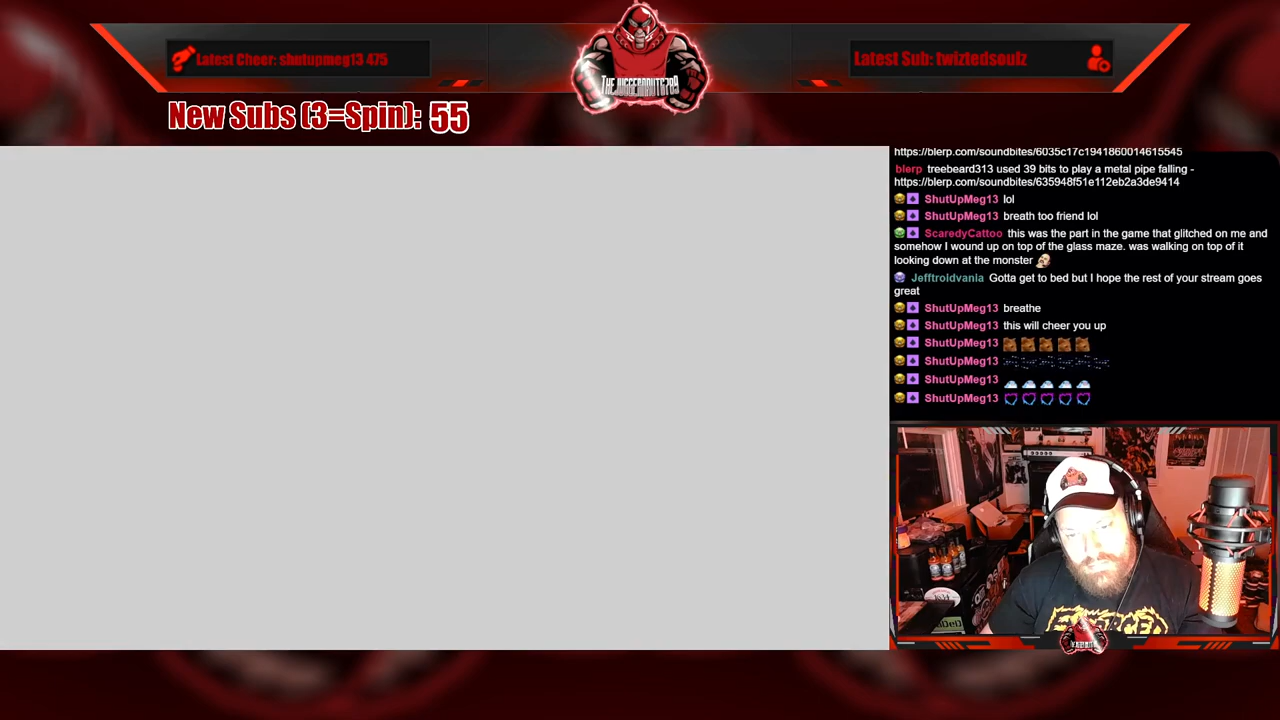 Latest Cheer: shutupmeg13 475
THEJUGGERNAUT6789
Latest Sub: twiztedsoulz
New Subs (3=Spin): 55
https://blerp.com/soundbites/6035c17c1941860014615545
blerp treebeard313 used 39 bits to play a metal pipe falling -
https://blerp.com/soundbites/635948f51e112eb2a3de9414
ShutUpMeg13 lol
ShutUpMeg13 breath too friend lol
ScaredyCattoo this was the part in the game that glitched on me and
somehow I wound up on top of the glass maze. was walking on top of it
looking down at the monster
Jefftroidvania Gotta get to bed but I hope the rest of your stream goes
great
ShutUpMeg13 breathe
ShutUpMeg13 this will cheer you up
ShutUpMeg13
ShutUpMeg13
ShutUpMeg13
ShutUpMeg13